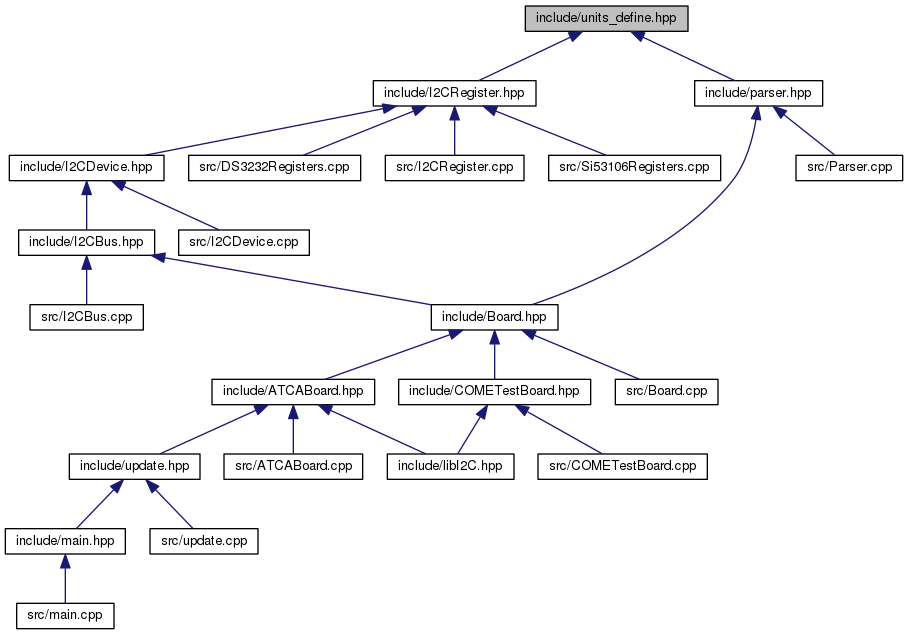 include/units_define.hpp
include/I2CRegister.hpp
include/parser.hpp
include/I2CDevice.hpp
src/DS3232Registers.cpp
src/I2CRegister.cpp
src/Si53106Registers.cpp
src/Parser.cpp
include/I2CBus.hpp
src/I2CDevice.cpp
src/I2CBus.cpp
include/Board.hpp
include/ATCABoard.hpp
include/COMETestBoard.hpp
src/Board.cpp
include/update.hpp
src/ATCABoard.cpp
include/libI2C.hpp
src/COMETestBoard.cpp
include/main.hpp
src/update.cpp
src/main.cpp